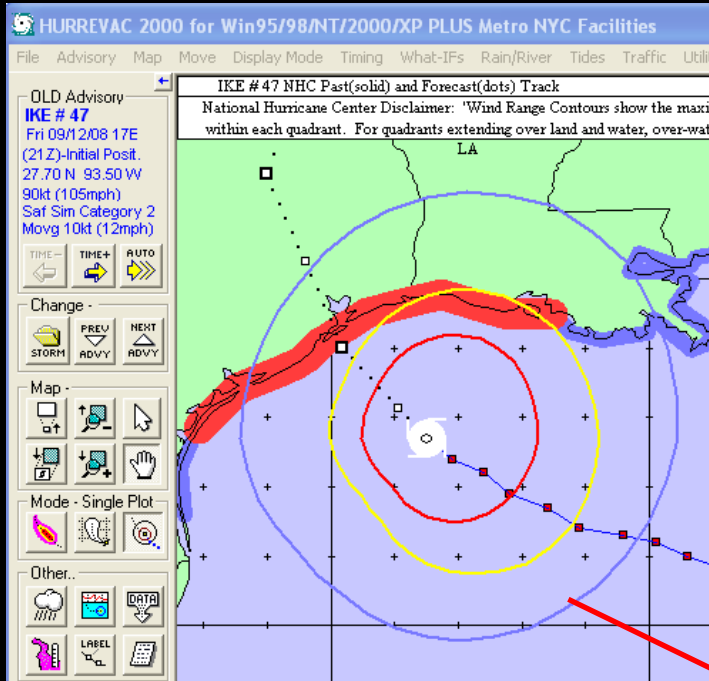 HURREVAC 2000 for Win95/98/NT/2000/XP PLUS Metro NYC Facilities
File Advisory Map Move Display Mode Timing What-IFs Rain/River Tides Traffic Utili
OLD Advisory
IKE # 47
Fri 09/12/08 17E
(21Z)-Initial Posit.
27.70 N 93.50 W
90kt (105mph)
Saf Sim Category 2
Movg 10kt (12mph)
TIME- TIME+ AUTO
Change -
STORM PREV ADVY NEXT ADVY
Map -
Mode - Single Plot
Other..
DATA
LABEL
IKE # 47 NHC Past(solid) and Forecast(dots) Track
National Hurricane Center Disclaimer: 'Wind Range Contours show the maxi
within each quadrant. For quadrants extending over land and water, over-wat
LA